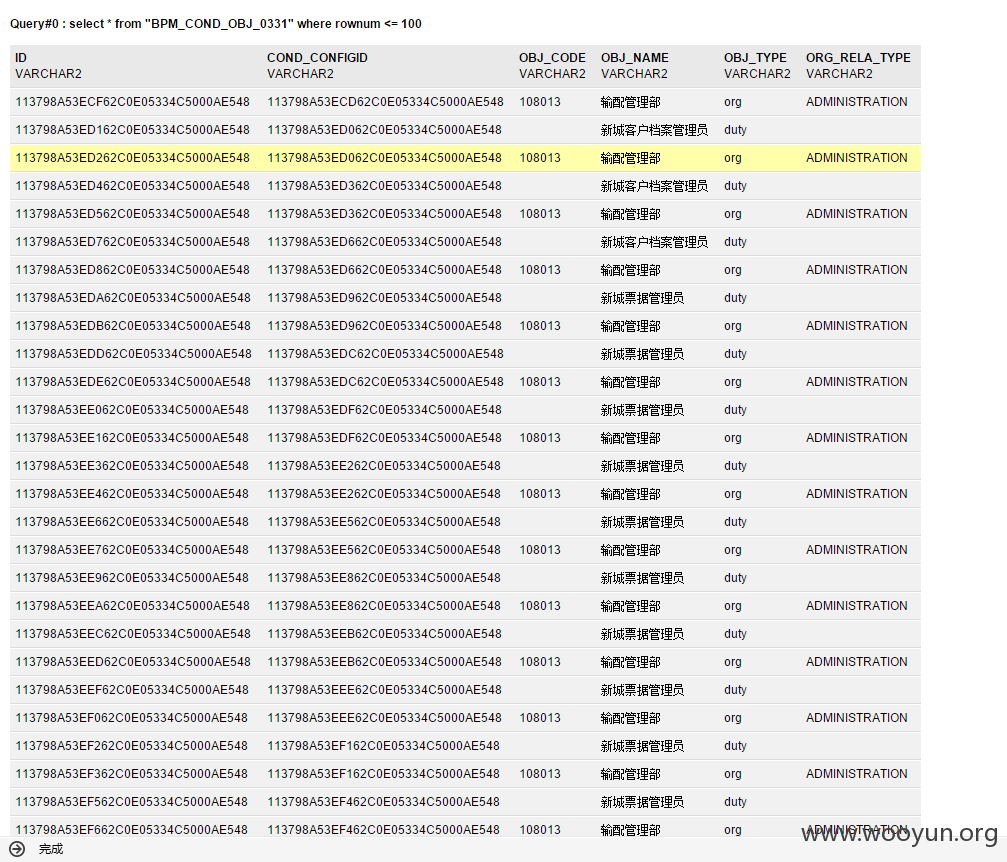 Query#0 : select * from "BPM_COND_OBJ_0331" where rownum <= 100
ID COND_CONFIGID OBJ_CODE OBJ_NAME OBJ_TYPE ORG_RELA_TYPE
VARCHAR2 VARCHAR2 VARCHAR2 VARCHAR2 VARCHAR2 VARCHAR2
113798A53ECF62C0E05334C5000AE548 113798A53ECD62C0E05334C5000AE548 108013 输配管理部 org ADMINISTRATION
113798A53ED162C0E05334C5000AE548 113798A53ED062C0E05334C5000AE548 新城客户档案管理员 duty
113798A53ED262C0E05334C5000AE548 113798A53ED062C0E05334C5000AE548 108013 输配管理部 org ADMINISTRATION
113798A53ED462C0E05334C5000AE548 113798A53ED362C0E05334C5000AE548 新城客户档案管理员 duty
113798A53ED562C0E05334C5000AE548 113798A53ED362C0E05334C5000AE548 108013 输配管理部 org ADMINISTRATION
113798A53ED762C0E05334C5000AE548 113798A53ED662C0E05334C5000AE548 新城客户档案管理员 duty
113798A53ED862C0E05334C5000AE548 113798A53ED662C0E05334C5000AE548 108013 输配管理部 org ADMINISTRATION
113798A53EDA62C0E05334C5000AE548 113798A53ED962C0E05334C5000AE548 新城票据管理员 duty
113798A53EDB62C0E05334C5000AE548 113798A53ED962C0E05334C5000AE548 108013 输配管理部 org ADMINISTRATION
113798A53EDD62C0E05334C5000AE548 113798A53EDC62C0E05334C5000AE548 新城票据管理员 duty
113798A53EDE62C0E05334C5000AE548 113798A53EDC62C0E05334C5000AE548 108013 输配管理部 org ADMINISTRATION
113798A53EE062C0E05334C5000AE548 113798A53EDF62C0E05334C5000AE548 新城票据管理员 duty
113798A53EE162C0E05334C5000AE548 113798A53EDF62C0E05334C5000AE548 108013 输配管理部 org ADMINISTRATION
113798A53EE362C0E05334C5000AE548 113798A53EE262C0E05334C5000AE548 新城票据管理员 duty
113798A53EE462C0E05334C5000AE548 113798A53EE262C0E05334C5000AE548 108013 输配管理部 org ADMINISTRATION
113798A53EE662C0E05334C5000AE548 113798A53EE562C0E05334C5000AE548 新城票据管理员 duty
113798A53EE762C0E05334C5000AE548 113798A53EE562C0E05334C5000AE548 108013 输配管理部 org ADMINISTRATION
113798A53EE962C0E05334C5000AE548 113798A53EE862C0E05334C5000AE548 新城票据管理员 duty
113798A53EEA62C0E05334C5000AE548 113798A53EE862C0E05334C5000AE548 108013 输配管理部 org ADMINISTRATION
113798A53EEC62C0E05334C5000AE548 113798A53EEB62C0E05334C5000AE548 新城票据管理员 duty
113798A53EED62C0E05334C5000AE548 113798A53EEB62C0E05334C5000AE548 108013 输配管理部 org ADMINISTRATION
113798A53EEF62C0E05334C5000AE548 113798A53EEE62C0E05334C5000AE548 新城票据管理员 duty
113798A53EF062C0E05334C5000AE548 113798A53EEE62C0E05334C5000AE548 108013 输配管理部 org ADMINISTRATION
113798A53EF262C0E05334C5000AE548 113798A53EF162C0E05334C5000AE548 新城票据管理员 duty
113798A53EF362C0E05334C5000AE548 113798A53EF162C0E05334C5000AE548 108013 输配管理部 org ADMINISTRATION
113798A53EF562C0E05334C5000AE548 113798A53EF462C0E05334C5000AE548 新城票据管理员 duty
113798A53EF662C0E05334C5000AE548 113798A53EF462C0E05334C5000AE548 108013 输配管理部 org ADMINISTRATION
www.wooyun.org
完成